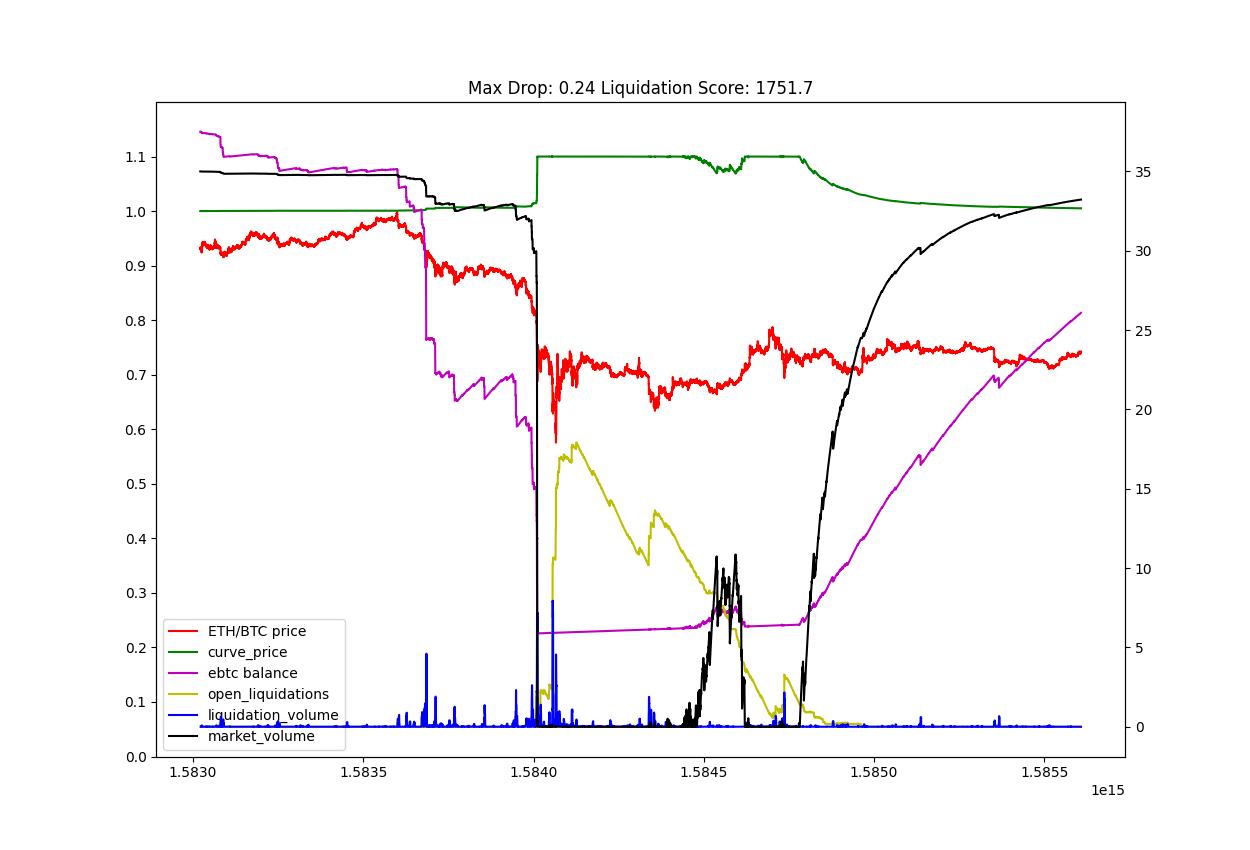 Max Drop: 0.24 Liquidation Score: 1751.7
1.1
1.0
0.9
0.8
0.7
0.6
0.5
0.4
0.3
0.2
0.1
0.0
35
30
25
20
15
10
5
0
ETH/BTC price
curve_price
ebtc balance
open_liquidations
liquidation_volume
market_volume
1.5830 1.5835 1.5840 1.5845 1.5850 1.5855
1e15